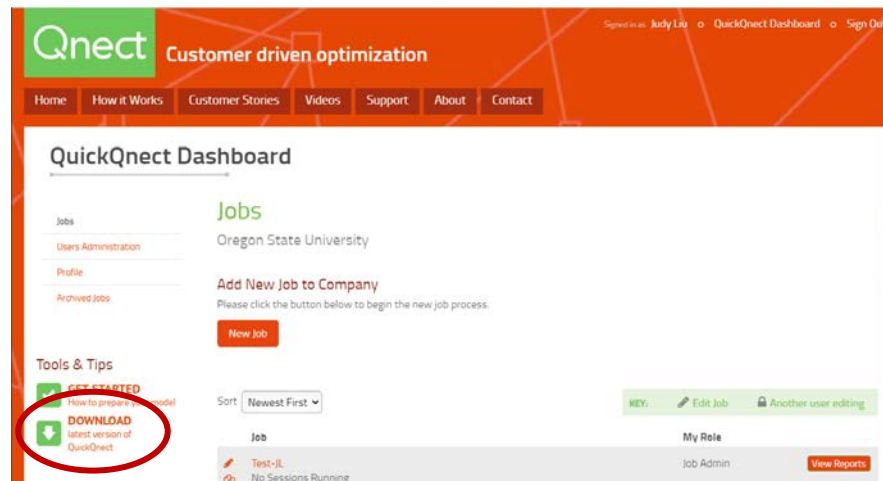 Signed in as Judy Liu o QuickQnect Dashboard o Sign Out
Qnect Customer driven optimization
Home How it Works Customer Stories Videos Support About Contact
QuickQnect Dashboard
Jobs
Users Administration
Profile
Archived Jobs
Jobs
Oregon State University
Add New Job to Company
Please click the button below to begin the new job process.
New Job
Tools & Tips
GET STARTED
How to prepare your model
DOWNLOAD
latest version of
QuickQnect
Sort Newest First
KEY: Edit Job Another user editing
Job My Role
Test-JL Job Admin View Reports
No Sessions Running